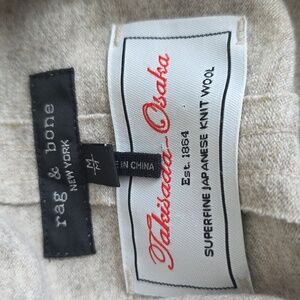 rag & bone
NEW YORK
M
E IN CHINA
Takisada-Osaka
Est. 1864
SUPERFINE JAPANESE KNIT WOOL